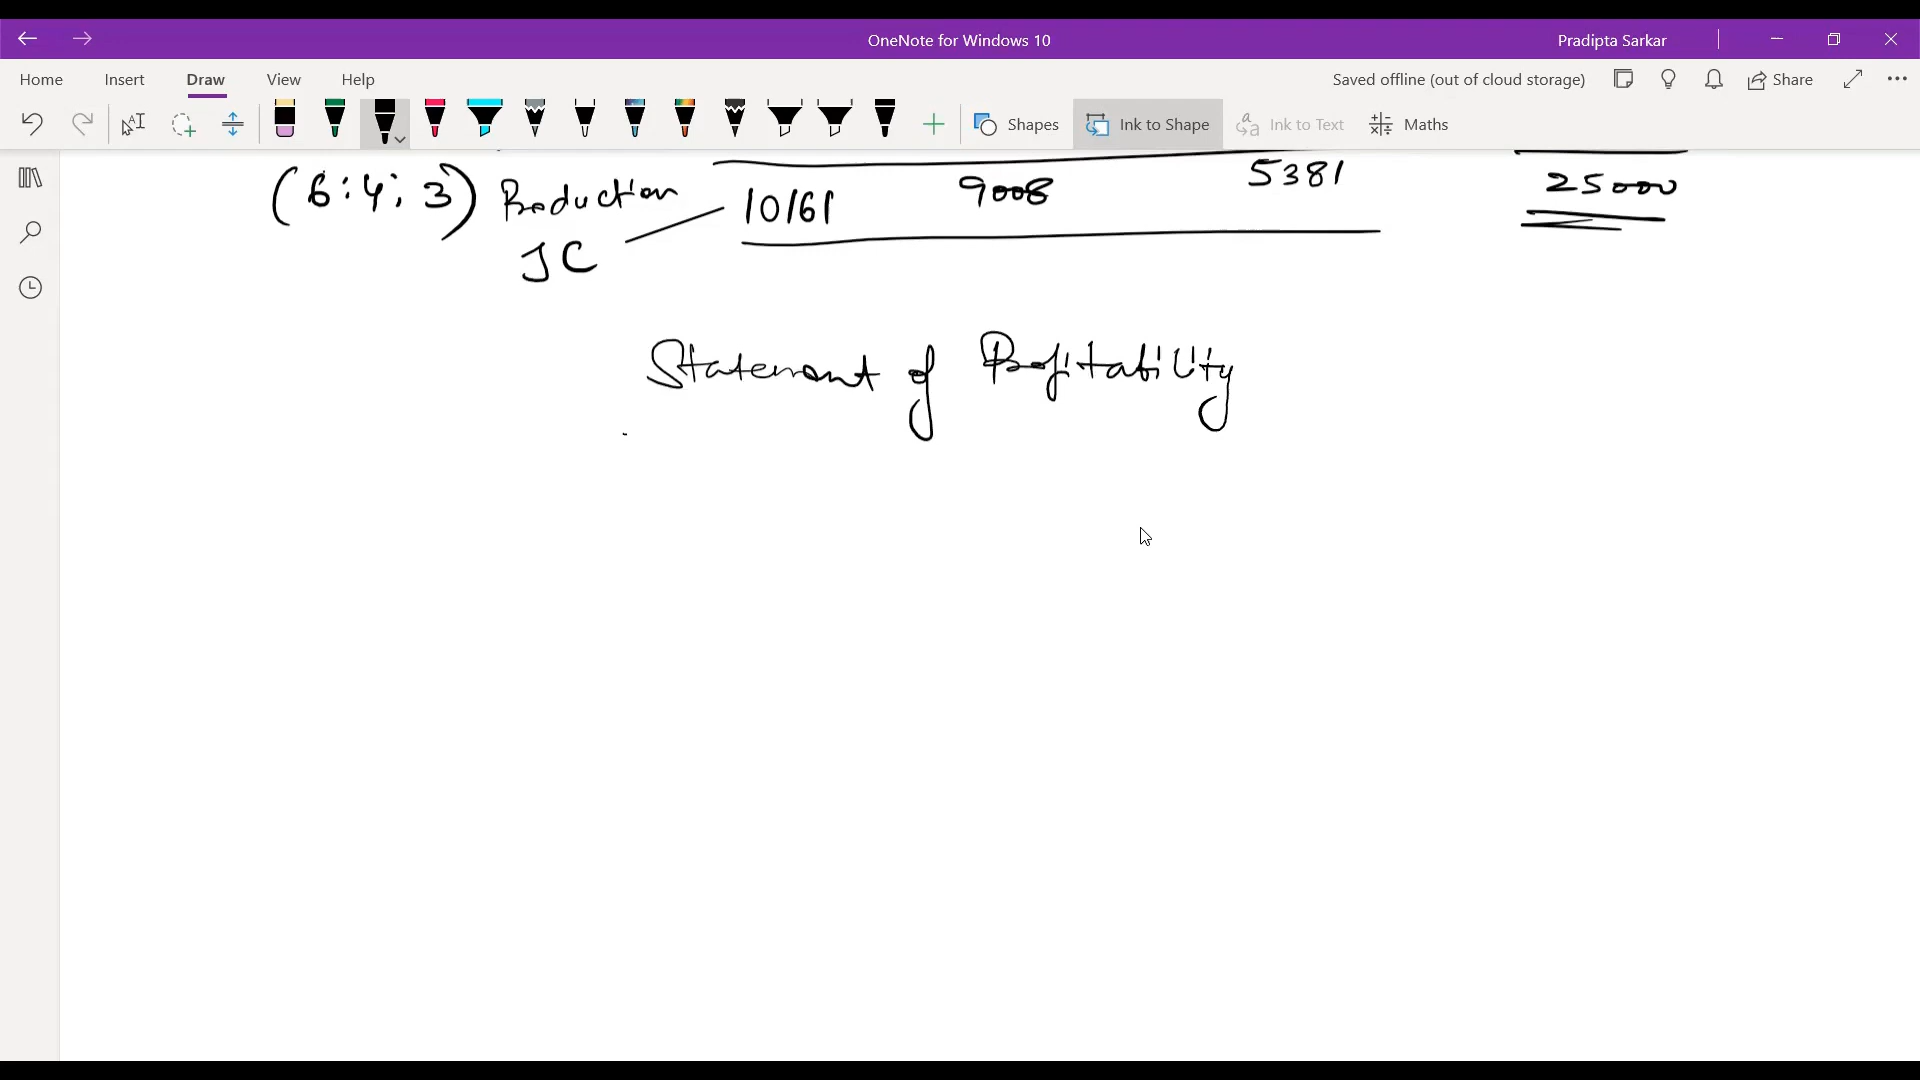 OneNote for Windows 10
Pradipta Sarkar
Home Insert Draw View Help
Saved offline (out of cloud storage) Share
Shapes Ink to Shape Ink to Text Maths
(6:4:3) Production 10161 9008 5381 25000
JC
Statement of Profitability